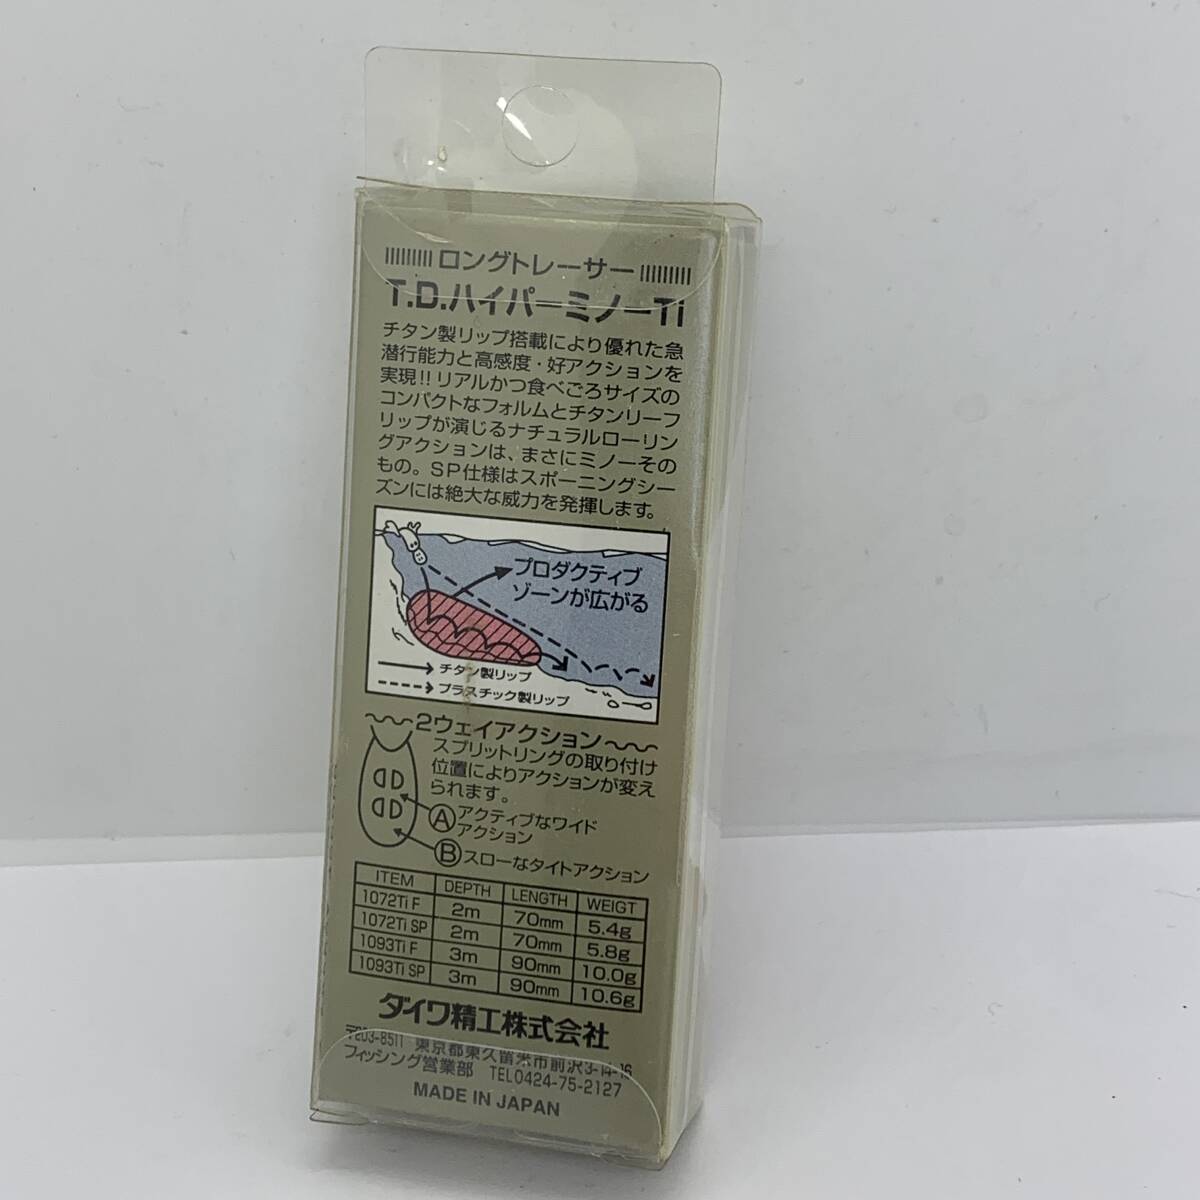 ロングトレーサー
T.D.ハイパーミノーTi
チタン製リップ搭載により優れた急
潜行能力と高感度・好アクションを
実現!!リアルかつ食べごろサイズの
コンパクトなフォルムとチタンリーフ
リップが演じるナチュラルローリン
グアクションは、まさにミノーその
もの。SP仕様はスポーニングシー
ズンには絶大な威力を発揮します。
プロダクティブ
ゾーンが広がる
チタン製リップ
プラスチック製リップ
2ウェイアクション
スプリットリングの取り付け
位置によりアクションが変え
られます。
Ⓐアクティブなワイド
アクション
Ⓑスローなタイトアクション
ITEM DEPTH LENGTH WEIGT
1072Ti F 2m 70mm 5.4g
1072Ti SP 2m 70mm 5.8g
1093Ti F 3m 90mm 10.0g
1093Ti SP 3m 90mm 10.6g
ダイワ精工株式会社
〒203-8511 東京都東久留米市前沢3-14-16
フィッシング営業部 TEL0424-75-2127
MADE IN JAPAN